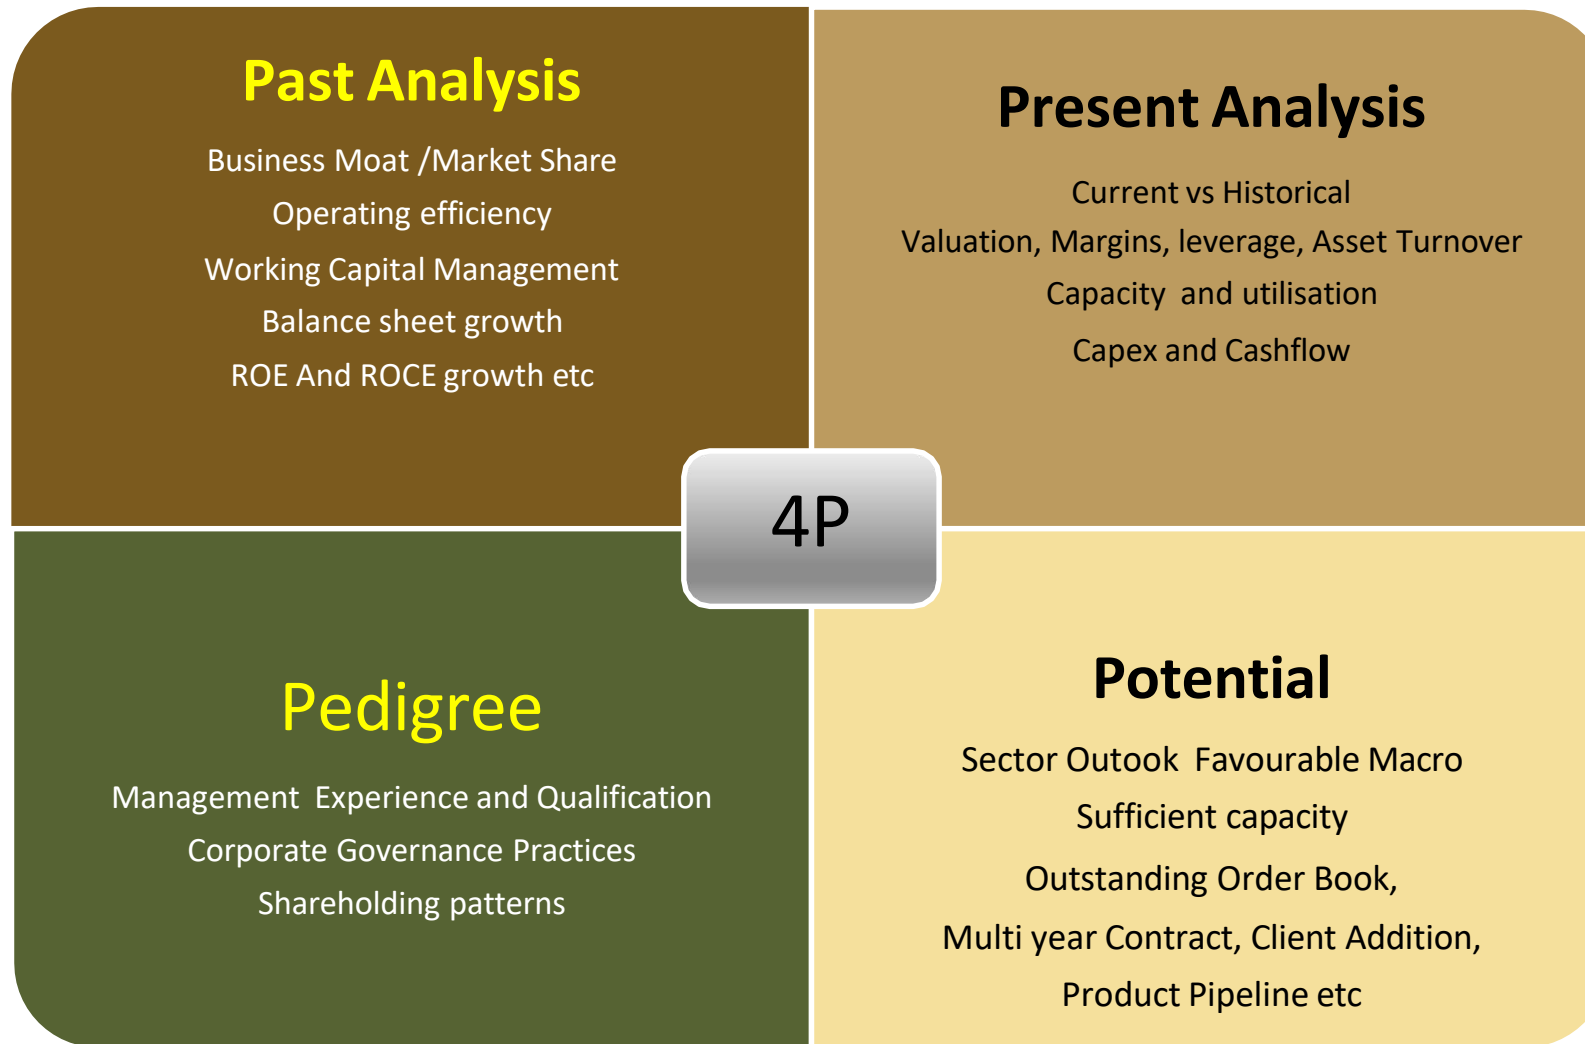 Past Analysis
Business Moat /Market Share
Operating efficiency
Working Capital Management
Balance sheet growth
ROE And ROCE growth etc
Present Analysis
Current vs Historical
Valuation, Margins, leverage, Asset Turnover
Capacity and utilisation
Capex and Cashflow
4P
Pedigree
Management Experience and Qualification
Corporate Governance Practices
Shareholding patterns
Potential
Sector Outook Favourable Macro
Sufficient capacity
Outstanding Order Book,
Multi year Contract, Client Addition,
Product Pipeline etc